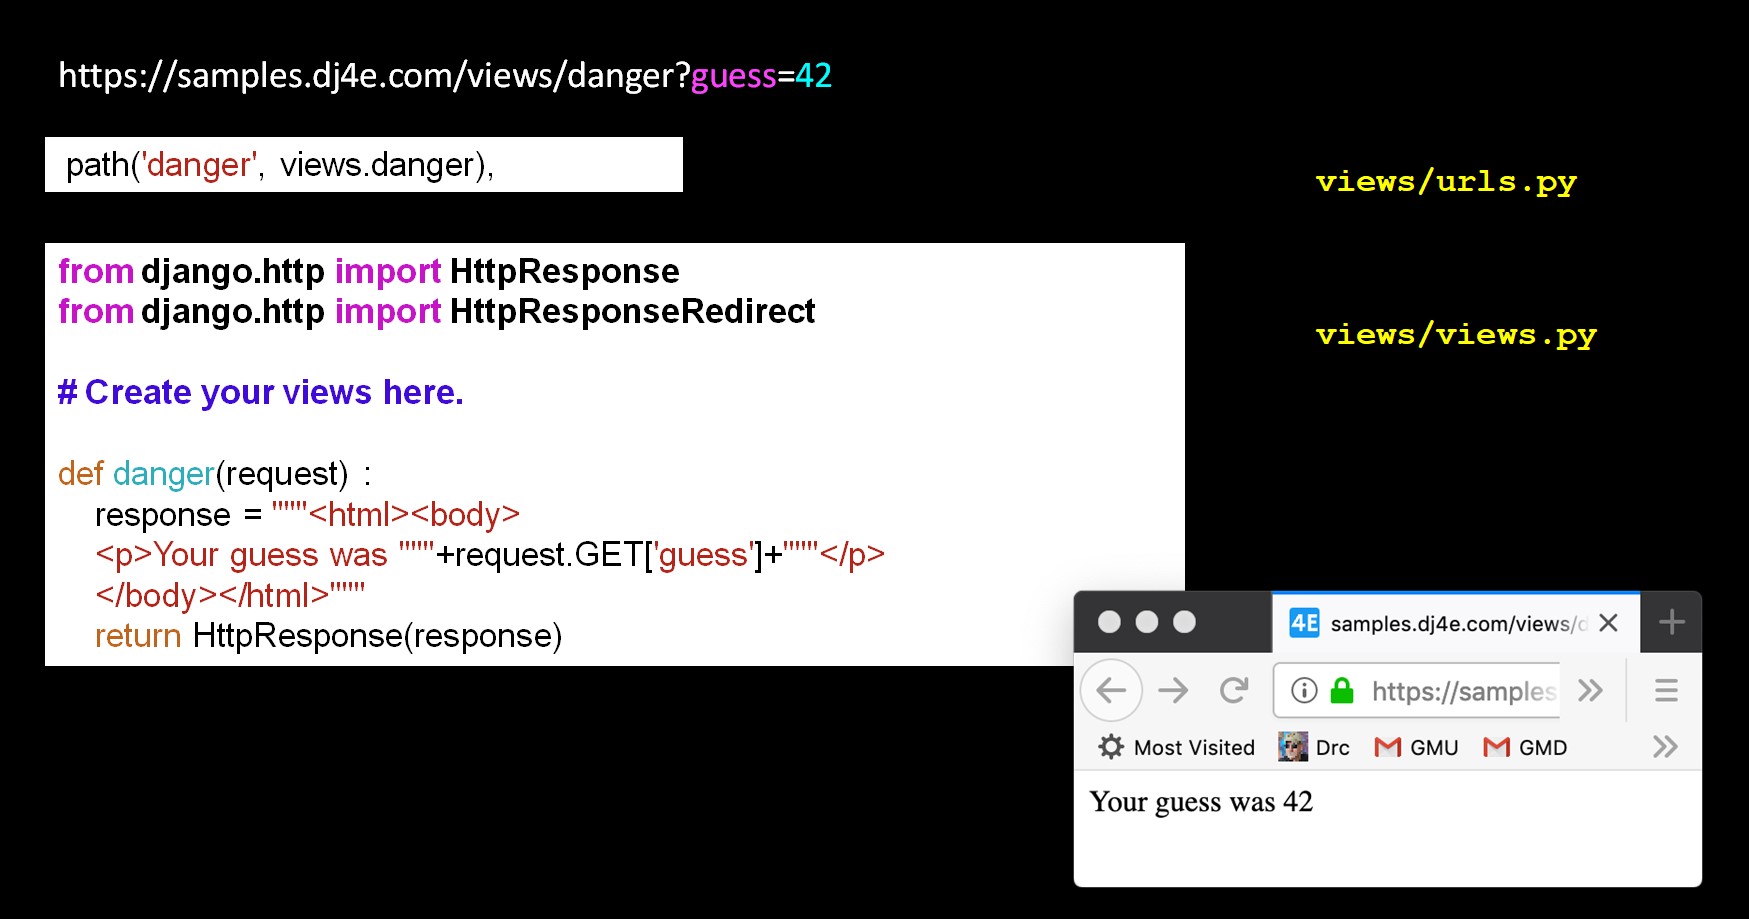 https://samples.dj4e.com/views/danger?guess=42
path('danger', views.danger),
views/urls.py
from django.http import HttpResponse
from django.http import HttpResponseRedirect
views/views.py
# Create your views here.
def danger(request) :
response = """<html><body>
<p>Your guess was """+request.GET['guess']+"""</p>
</body></html>"""
return HttpResponse(response)
4E samples.dj4e.com/views/d
https://samples
Most Visited Drc GMU GMD
Your guess was 42